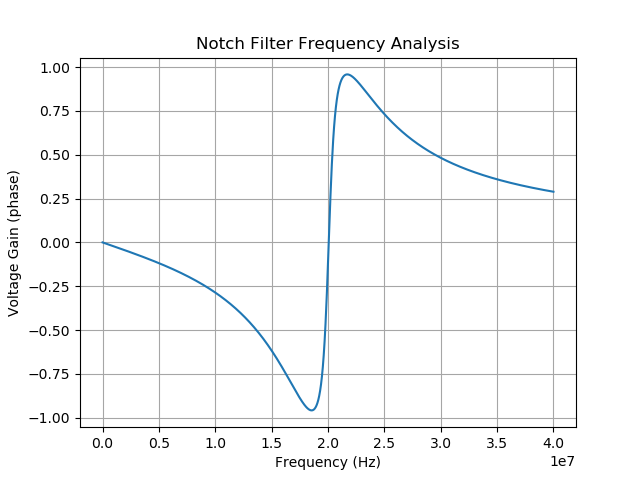 Notch Filter Frequency Analysis
1.00
0.75
0.50
0.25
0.00
−0.25
−0.50
−0.75
−1.00
Voltage Gain (phase)
0.0 0.5 1.0 1.5 2.0 2.5 3.0 3.5 4.0
1e7
Frequency (Hz)